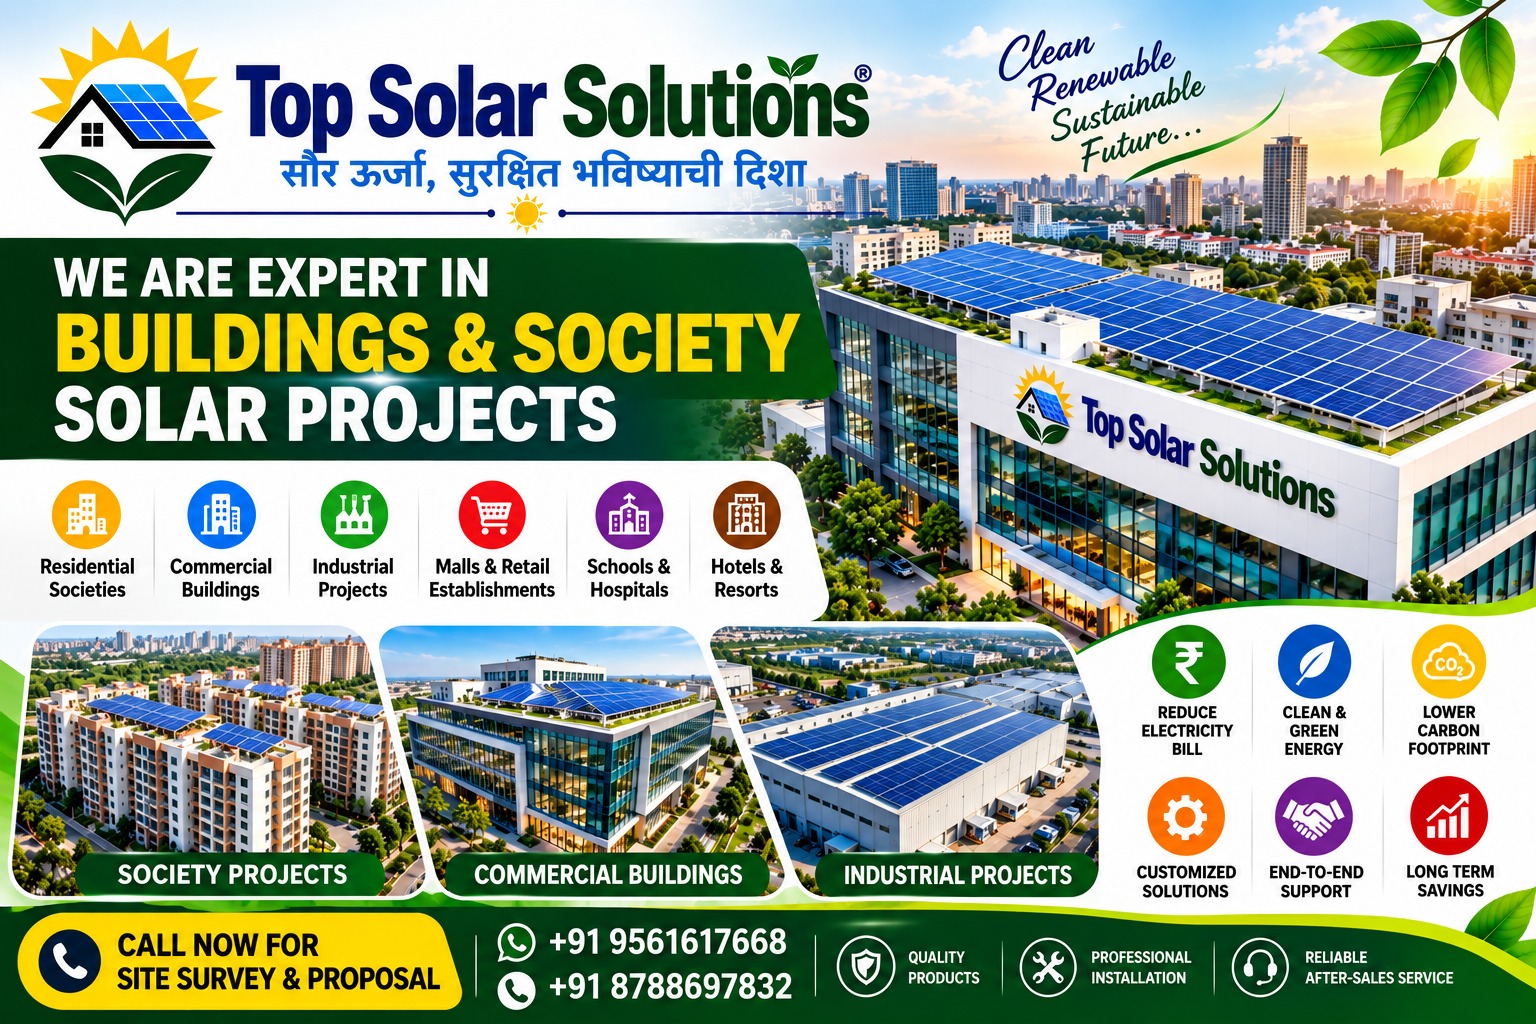 Top Solar Solutions®
सौर ऊर्जा, सुरक्षित भविष्याची दिशा
Clean
Renewable
Sustainable
Future...
WE ARE EXPERT IN
BUILDINGS & SOCIETY
SOLAR PROJECTS
Top Solar Solutions
Residential
Societies
Commercial
Buildings
Industrial
Projects
Malls & Retail
Establishments
Schools &
Hospitals
Hotels &
Resorts
SOCIETY PROJECTS
COMMERCIAL BUILDINGS
INDUSTRIAL PROJECTS
₹
REDUCE
ELECTRICITY
BILL
CLEAN &
GREEN
ENERGY
CO₂
LOWER
CARBON
FOOTPRINT
CUSTOMIZED
SOLUTIONS
END-TO-END
SUPPORT
LONG TERM
SAVINGS
CALL NOW FOR
SITE SURVEY & PROPOSAL
+91 9561617668
+91 8788697832
QUALITY
PRODUCTS
PROFESSIONAL
INSTALLATION
RELIABLE
AFTER-SALES SERVICE